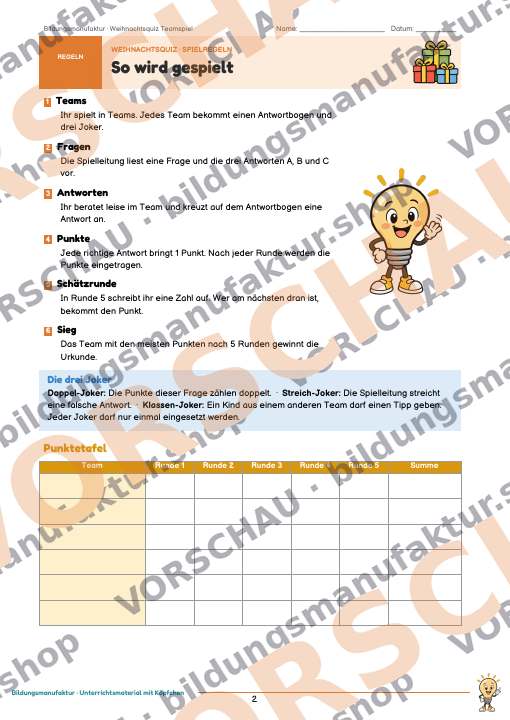 Bildungsmanufaktur · Weihnachtsquiz Teamspiel Name: Datum:
REGELN
WEIHNACHTSQUIZ · SPIELREGELN
So wird gespielt
1 Teams
Ihr spielt in Teams. Jedes Team bekommt einen Antwortbogen und
drei Joker.
2 Fragen
Die Spielleitung liest eine Frage und die drei Antworten A, B und C
vor.
3 Antworten
Ihr beratet leise im Team und kreuzt auf dem Antwortbogen eine
Antwort an.
4 Punkte
Jede richtige Antwort bringt 1 Punkt. Nach jeder Runde werden die
Punkte eingetragen.
5 Schätzrunde
In Runde 5 schreibt ihr eine Zahl auf. Wer am nächsten dran ist,
bekommt den Punkt.
6 Sieg
Das Team mit den meisten Punkten nach 5 Runden gewinnt die
Urkunde.
Die drei Joker
Doppel-Joker: Die Punkte dieser Frage zählen doppelt. · Streich-Joker: Die Spielleitung streicht
eine falsche Antwort. · Klassen-Joker: Ein Kind aus einem anderen Team darf einen Tipp geben.
Jeder Joker darf nur einmal eingesetzt werden.
Punktetafel
Team Runde 1 Runde 2 Runde 3 Runde Runde 5 Summe
Bildungsmanufaktur · Unterrichtsmaterial mit Köpfchen
2
VORSCHAU · bildungsmanufaktur.shop
VORSCHAU